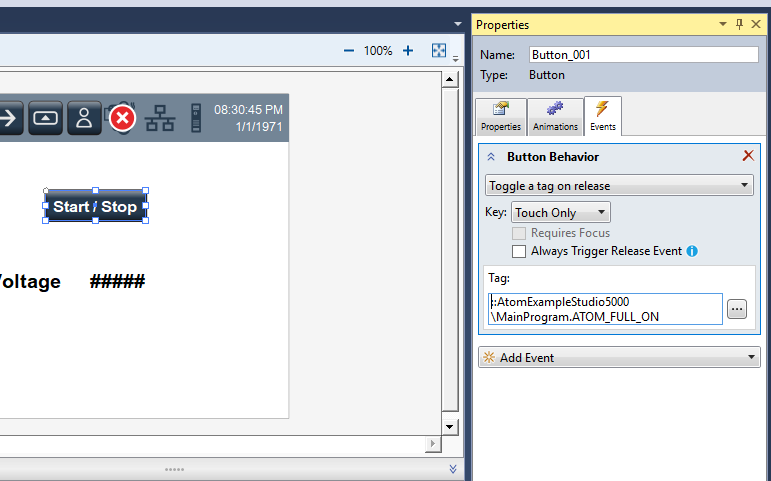 Properties
100%
Name: Button_001
Type: Button
08:30:45 PM
1/1/1971
Properties Animations Events
Button Behavior
Toggle a tag on release
Start / Stop
Key: Touch Only
Requires Focus
Always Trigger Release Event
Tag:
oltage #####
::AtomExampleStudio5000
\MainProgram.ATOM_FULL_ON
...
Add Event